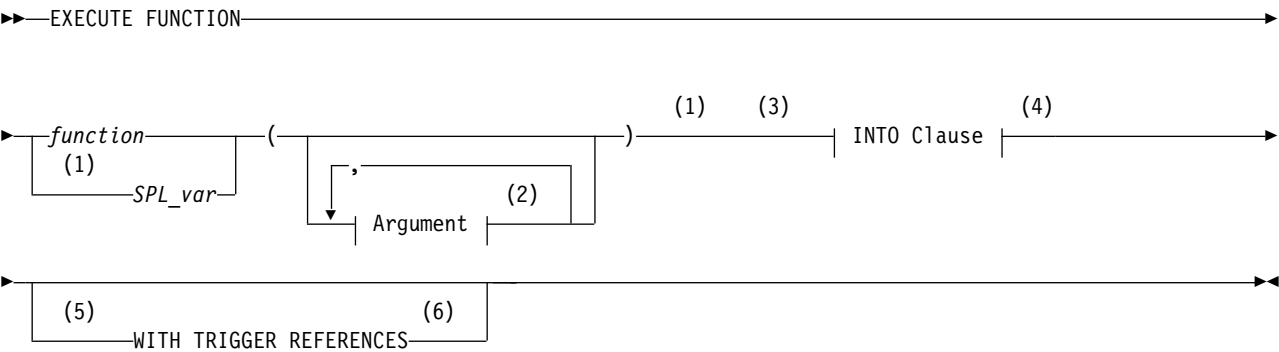 EXECUTE FUNCTION
(1) (3) (4)
function ( ) INTO Clause
(1) , (2)
SPL_var Argument
(5) (6)
WITH TRIGGER REFERENCES